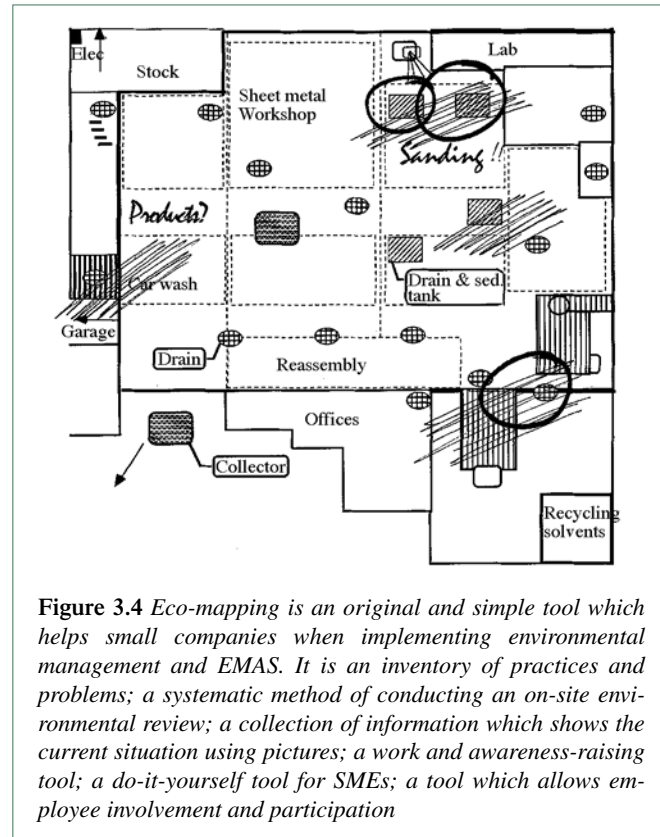 Elec
Stock
Lab
Sheet metal
Workshop
Sanding !!
Products?
Car wash
Drain & sed.
tank
Garage
Drain
Reassembly
Offices
Collector
Recycling
solvents
Figure 3.4 Eco-mapping is an original and simple tool which
helps small companies when implementing environmental
management and EMAS. It is an inventory of practices and
problems; a systematic method of conducting an on-site envi-
ronmental review; a collection of information which shows the
current situation using pictures; a work and awareness-raising
tool; a do-it-yourself tool for SMEs; a tool which allows em-
ployee involvement and participation